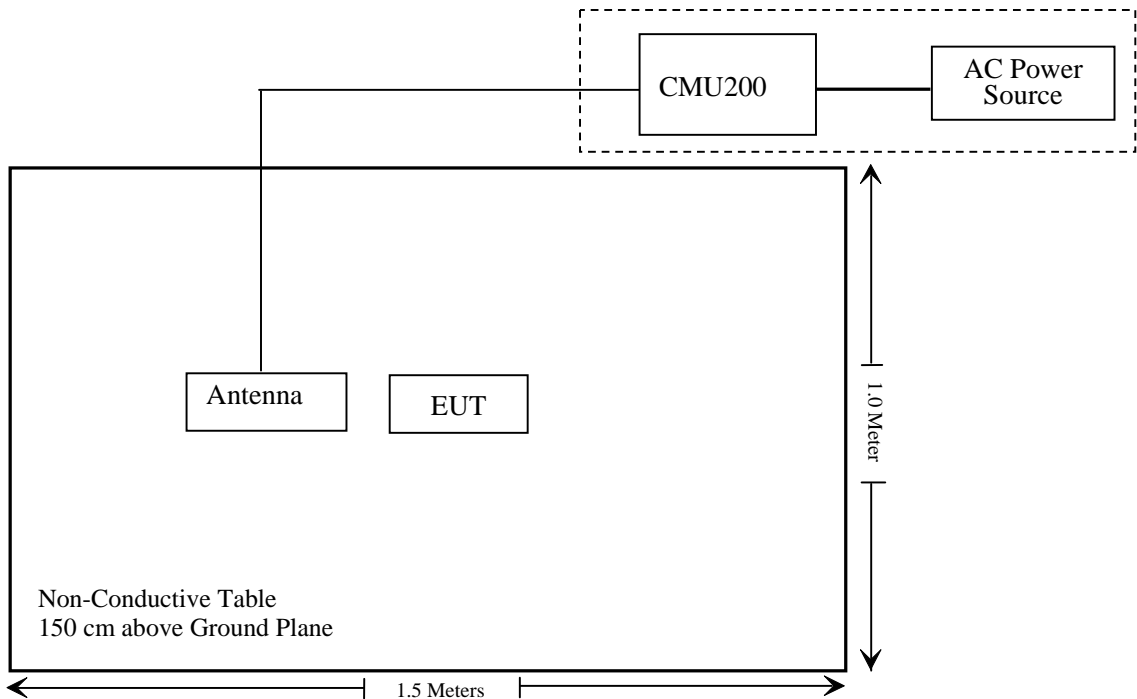 CMU200
AC Power
Source
Antenna
EUT
1.0 Meter
Non-Conductive Table
150 cm above Ground Plane
1.5 Meters